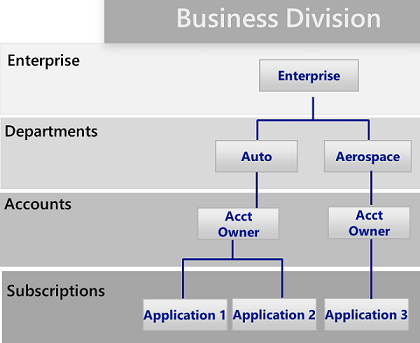 Business Division
Enterprise
Enterprise
Departments
Auto
Aerospace
Accounts
Acct
Owner
Acct
Owner
Subscriptions
Application 1
Application 2
Application 3